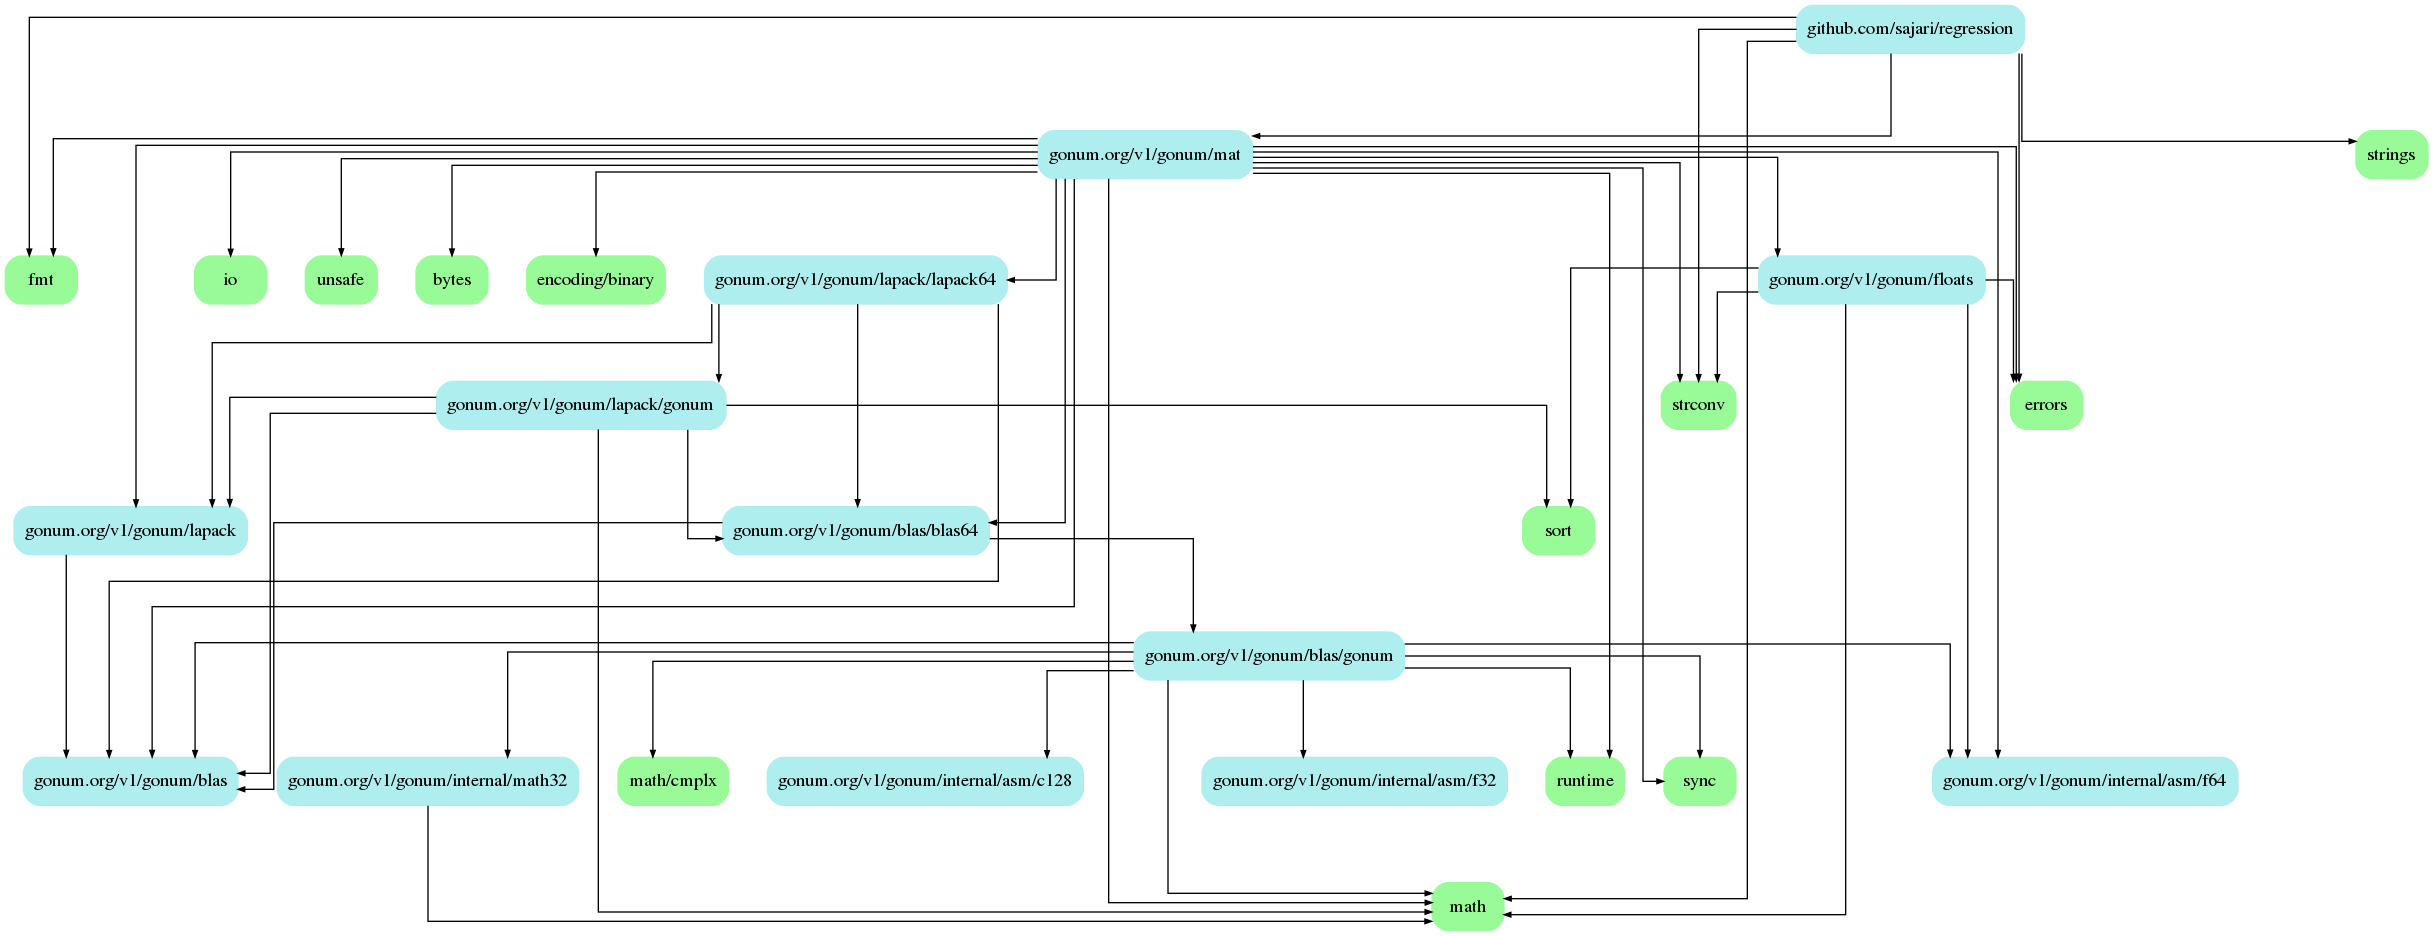 github.com/sajari/regression
gonum.org/v1/gonum/mat
strings
fmt
io
unsafe
bytes
encoding/binary
gonum.org/v1/gonum/lapack/lapack64
gonum.org/v1/gonum/floats
gonum.org/v1/gonum/lapack/gonum
strconv
errors
gonum.org/v1/gonum/lapack
gonum.org/v1/gonum/blas/blas64
sort
gonum.org/v1/gonum/blas/gonum
gonum.org/v1/gonum/blas
gonum.org/v1/gonum/internal/math32
math/cmplx
gonum.org/v1/gonum/internal/asm/c128
gonum.org/v1/gonum/internal/asm/f32
runtime
sync
gonum.org/v1/gonum/internal/asm/f64
math